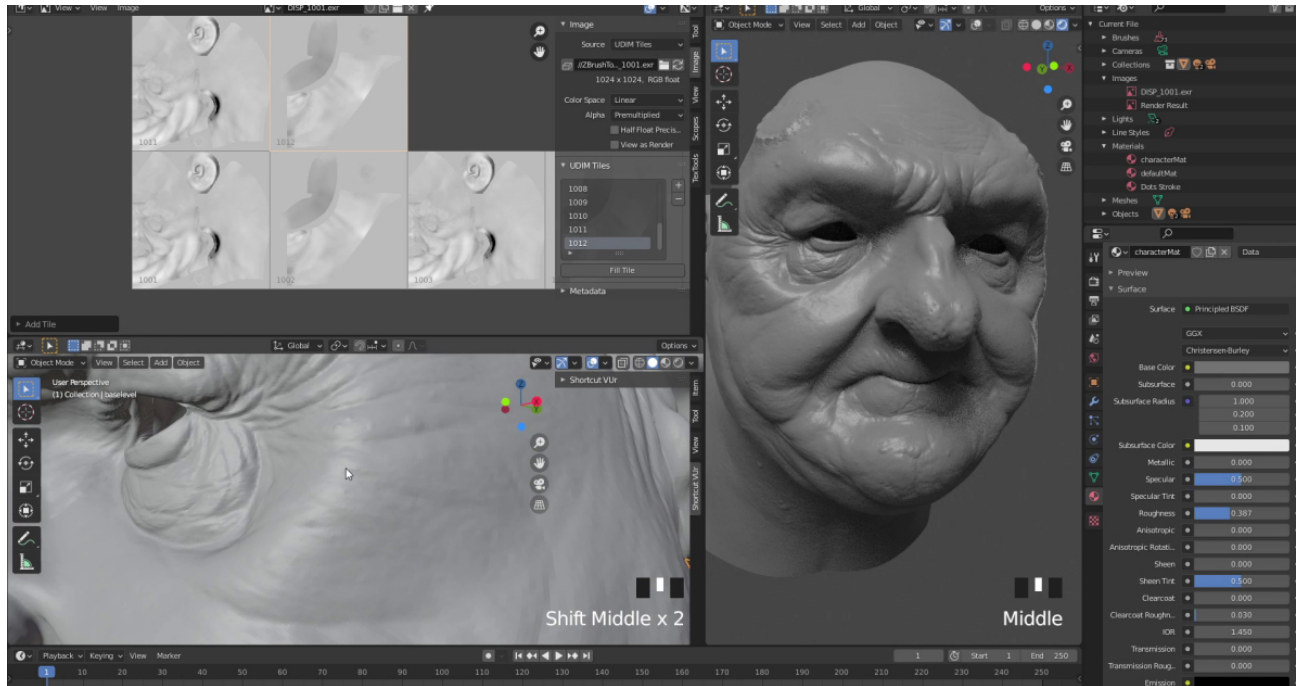 View
View
Image
DISP_1001.exr
Image
Source
UDIM Tiles
//ZBrushTo.._1001.exr
1024 x 1024, RGB float
Color Space
Linear
Alpha
Premultiplied
Half Float Precis...
View as Render
UDIM Tiles
1008
1009
1010
1011
1012
Fill Tile
Metadata
Tool
Image
View
Scopes
TexTools
1011
1012
1001
1002
1003
Add Tile
Global
Options
Object Mode
View
Select
Add
Object
User Perspective
(1) Collection | baselevel
Shortcut VUr
Item
Tool
View
Shortcut VUr
Shift Middle x 2
Global
Options
Object Mode
View
Select
Add
Object
Middle
Current File
Brushes
Cameras
Collections
Images
DISP_1001.exr
Render Result
Lights
Line Styles
Materials
characterMat
defaultMat
Dots Stroke
Meshes
Objects
characterMat
Data
Preview
Surface
Surface
Principled BSDF
GGX
Christensen-Burley
Base Color
Subsurface
0.000
Subsurface Radius
1.000
0.200
0.100
Subsurface Color
Metallic
0.000
Specular
0.500
Specular Tint
0.000
Roughness
0.387
Anisotropic
0.000
Anisotropic Rotati...
0.000
Sheen
0.000
Sheen Tint
0.500
Clearcoat
0.000
Clearcoat Roughn...
0.030
IOR
1.450
Transmission
0.000
Transmission Roug...
0.000
Emission
Playback
Keying
View
Marker
1
Start
1
End
250
1
10
20
30
40
50
60
70
80
90
100
110
120
130
140
150
160
170
180
190
200
210
220
230
240
250